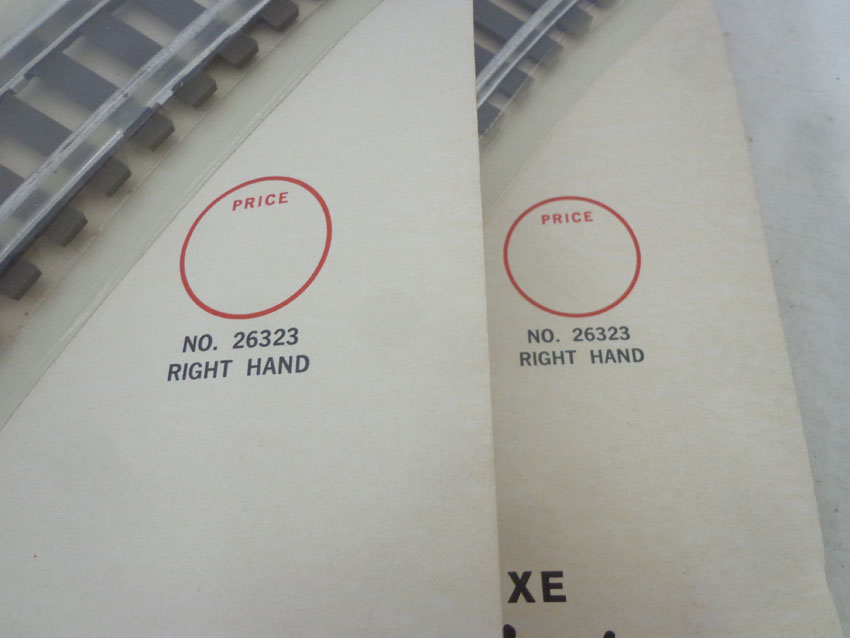 PRICE
NO. 26323
RIGHT HAND
PRICE
NO. 26323
RIGHT HAND
XE